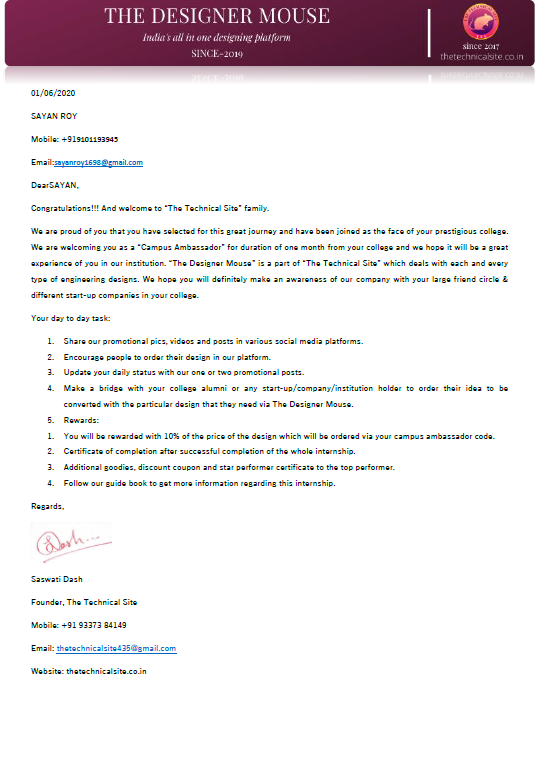 THE DESIGNER MOUSE
India's all in one designing platform
SINCE-2019
since 2017
thetechnicalsite.co.in
01/06/2020
SAYAN ROY
Mobile: +919101193945
Email:sayanroy1698@gmail.com
DearSAYAN,
Congratulations!!! And welcome to “The Technical Site” family.
We are proud of you that you have selected for this great journey and have been joined as the face of your prestigious college.
We are welcoming you as a “Campus Ambassador” for duration of one month from your college and we hope it will be a great
experience of you in our institution. “The Designer Mouse” is a part of “The Technical Site” which deals with each and every
type of engineering designs. We hope you will definitely make an awareness of our company with your large friend circle &
different start-up companies in your college.
Your day to day task:
1. Share our promotional pics, videos and posts in various social media platforms.
2. Encourage people to order their design in our platform.
3. Update your daily status with our one or two promotional posts.
4. Make a bridge with your college alumni or any start-up/company/institution holder to order their idea to be
converted with the particular design that they need via The Designer Mouse.
5. Rewards:
1. You will be rewarded with 10% of the price of the design which will be ordered via your campus ambassador code.
2. Certificate of completion after successful completion of the whole internship.
3. Additional goodies, discount coupon and star performer certificate to the top performer.
4. Follow our guide book to get more information regarding this internship.
Regards,
Dash...
Saswati Dash
Founder, The Technical Site
Mobile: +91 93373 84149
Email: thetechnicalsite435@gmail.com
Website: thetechnicalsite.co.in